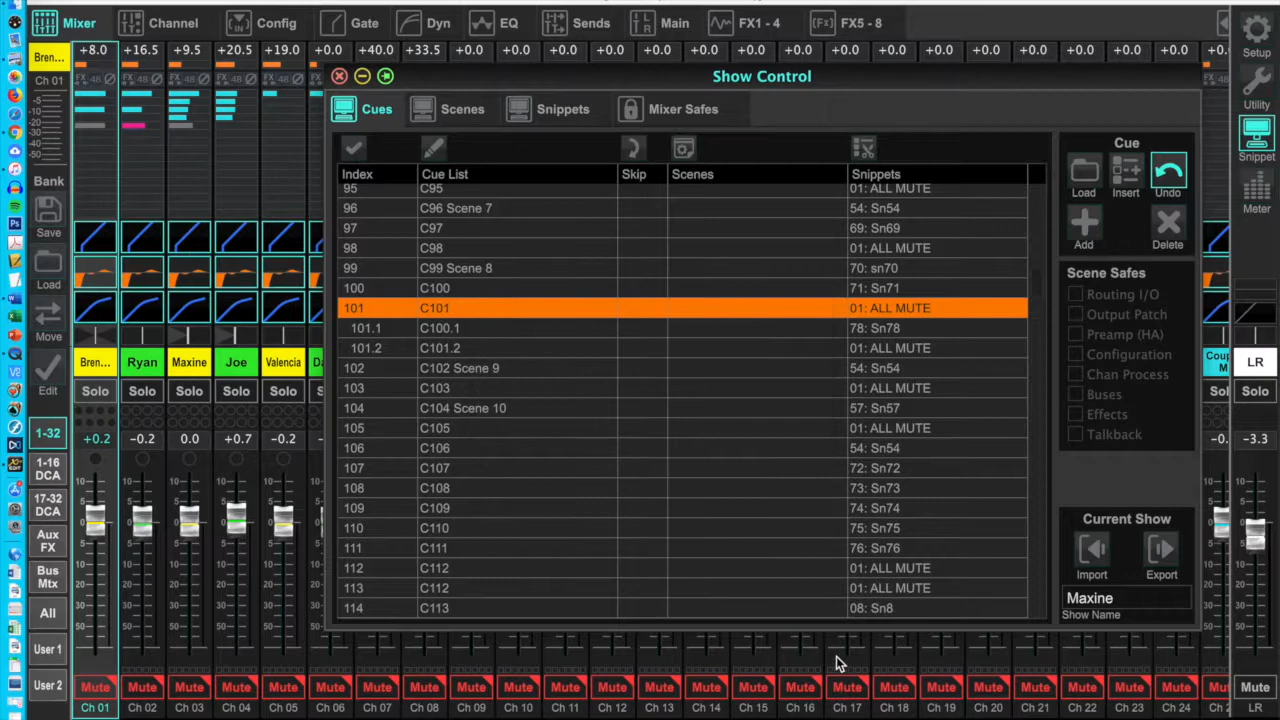 Mixer Channel Config Gate Dyn EQ Sends Main FX1 - 4 FX5 - 8
Setup
Utility
Snippet
Meter
Bren...
Ch 01
Bank
Save
Load
Move
Edit
+8.0 +16.5 +9.5 +20.5 +19.0 +0.0 +40.0 +33.5 +0.0 +0.0 +0.0 +0.0 +0.0 +0.0 +0.0 +0.0 +0.0 +0.0 +0.0 +0.0 +0.0 +0.0 +0.0 +0.0
Show Control
Cues Scenes Snippets Mixer Safes
Index Cue List Skip Scenes Snippets
95 C95 01: ALL MUTE
96 C96 Scene 7 54: Sn54
97 C97 69: Sn69
98 C98 01: ALL MUTE
99 C99 Scene 8 70: sn70
100 C100 71: Sn71
101 C101 01: ALL MUTE
101.1 C100.1 78: Sn78
101.2 C101.2 01: ALL MUTE
102 C102 Scene 9 54: Sn54
103 C103 01: ALL MUTE
104 C104 Scene 10 57: Sn57
105 C105 01: ALL MUTE
106 C106 54: Sn54
107 C107 72: Sn72
108 C108 73: Sn73
109 C109 74: Sn74
110 C110 75: Sn75
111 C111 76: Sn76
112 C112 01: ALL MUTE
113 C112 01: ALL MUTE
114 C113 08: Sn8
Cue
Load Insert Undo
Add Delete
Scene Safes
Routing I/O
Output Patch
Preamp (HA)
Configuration
Chan Process
Buses
Effects
Talkback
Current Show
Import Export
Maxine
Show Name
Bren... Ryan Maxine Joe Valencia
LR
Solo Solo Solo Solo Solo Solo
+0.2 -0.2 0.0 +0.7 -0.2 -3.3
1-32
1-16
DCA
17-32
DCA
Aux
FX
Bus
Mtx
All
User 1
User 2
Mute Mute Mute Mute Mute Mute Mute Mute Mute Mute Mute Mute Mute Mute Mute Mute Mute Mute Mute Mute Mute Mute Mute Mute Mute
Ch 01 Ch 02 Ch 03 Ch 04 Ch 05 Ch 06 Ch 07 Ch 08 Ch 09 Ch 10 Ch 11 Ch 12 Ch 13 Ch 14 Ch 15 Ch 16 Ch 17 Ch 18 Ch 19 Ch 20 Ch 21 Ch 22 Ch 23 Ch 24 LR